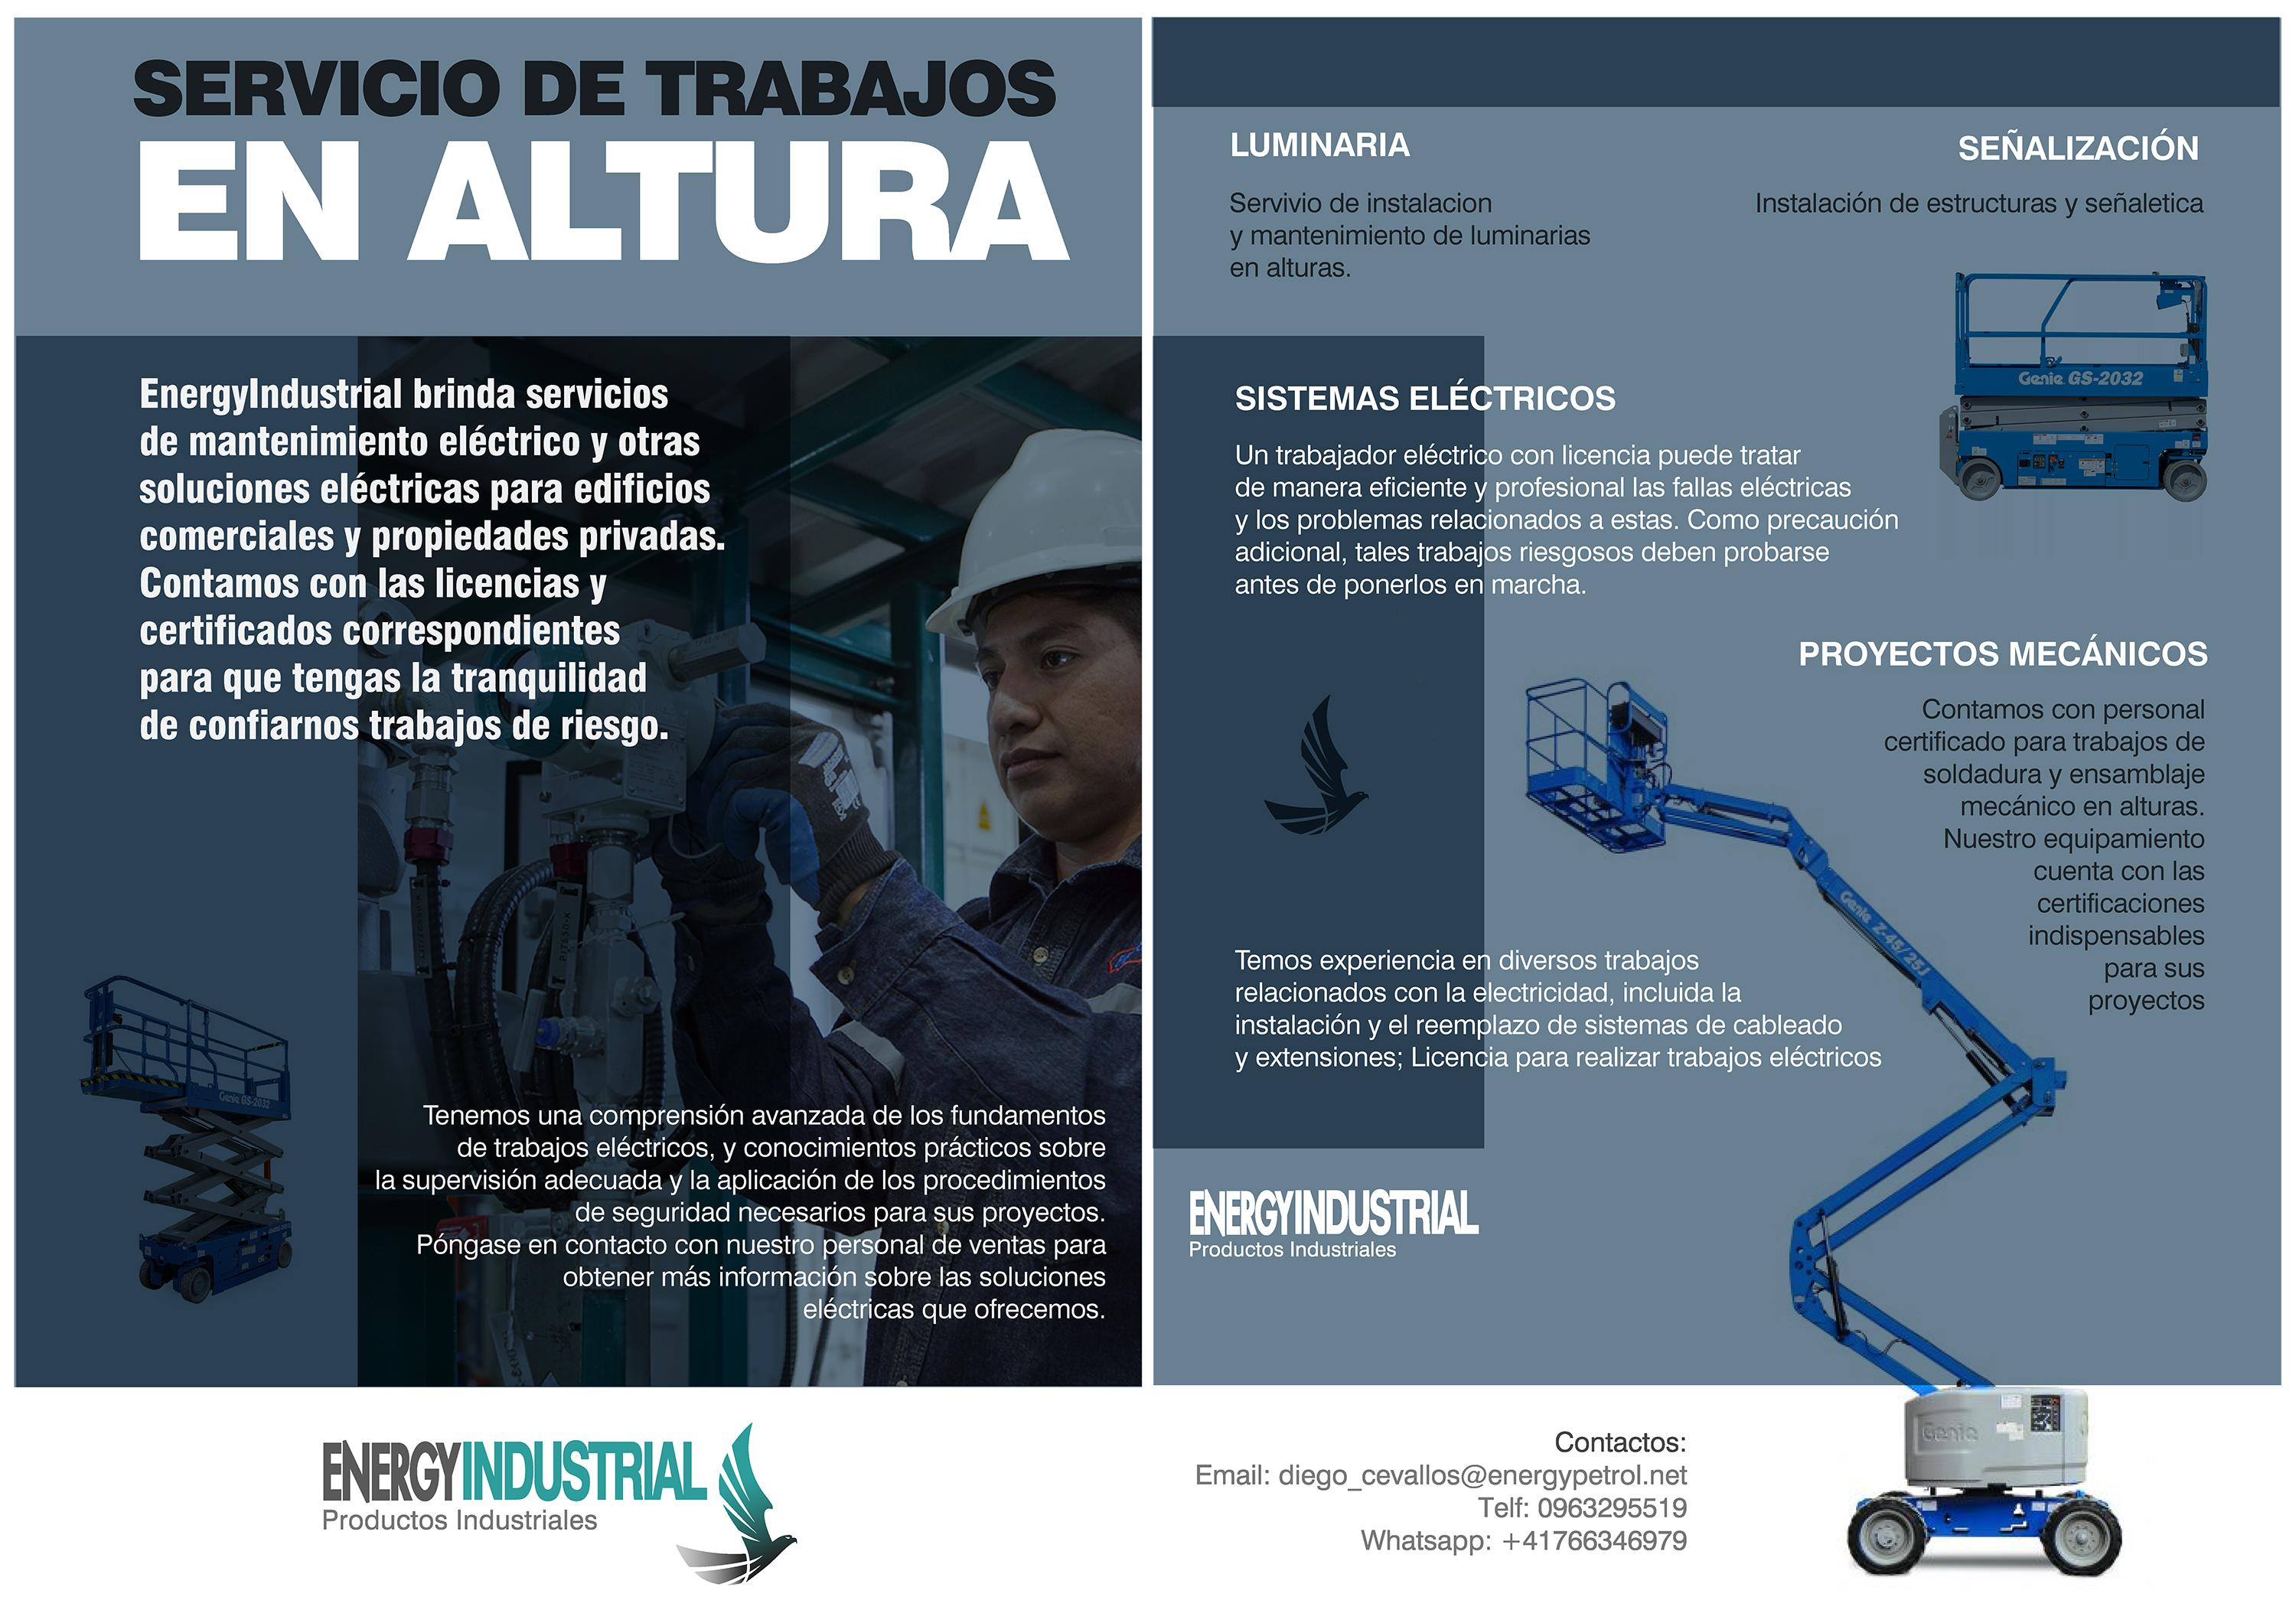 SERVICIO DE TRABAJOS
EN ALTURA
EnergyIndustrial brinda servicios
de mantenimiento eléctrico y otras
soluciones eléctricas para edificios
comerciales y propiedades privadas.
Contamos con las licencias y
certificados correspondientes
para que tengas la tranquilidad
de confiarnos trabajos de riesgo.
PIT650-X
Genie GS-2032
Tenemos una comprensión avanzada de los fundamentos
de trabajos eléctricos, y conocimientos prácticos sobre
la supervisión adecuada y la aplicación de los procedimientos
de seguridad necesarios para sus proyectos.
Póngase en contacto con nuestro personal de ventas para
obtener más información sobre las soluciones
eléctricas que ofrecemos.
ENERGYINDUSTRIAL
Productos Industriales
LUMINARIA
Servivio de instalacion
y mantenimiento de luminarias
en alturas.
SEÑALIZACIÓN
Instalación de estructuras y señaletica
Genie GS-2032
SISTEMAS ELÉCTRICOS
Un trabajador eléctrico con licencia puede tratar
de manera eficiente y profesional las fallas eléctricas
y los problemas relacionados a estas. Como precaución
adicional, tales trabajos riesgosos deben probarse
antes de ponerlos en marcha.
PROYECTOS MECÁNICOS
Contamos con personal
certificado para trabajos de
soldadura y ensamblaje
mecánico en alturas.
Nuestro equipamiento
cuenta con las
certificaciones
indispensables
para sus
proyectos
Genie Z-45/25J
Temos experiencia en diversos trabajos
relacionados con la electricidad, incluida la
instalación y el reemplazo de sistemas de cableado
y extensiones; Licencia para realizar trabajos eléctricos
ENERGYINDUSTRIAL
Productos Industriales
Genie
Contactos:
Email: diego_cevallos@energypetrol.net
Telf: 0963295519
Whatsapp: +41766346979